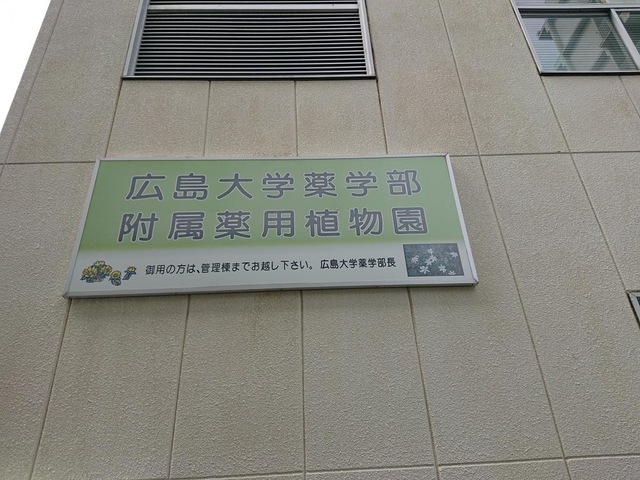 広島大学薬学部
附属薬用植物園
御用の方は、管理棟までお越し下さい。 広島大学薬学部長